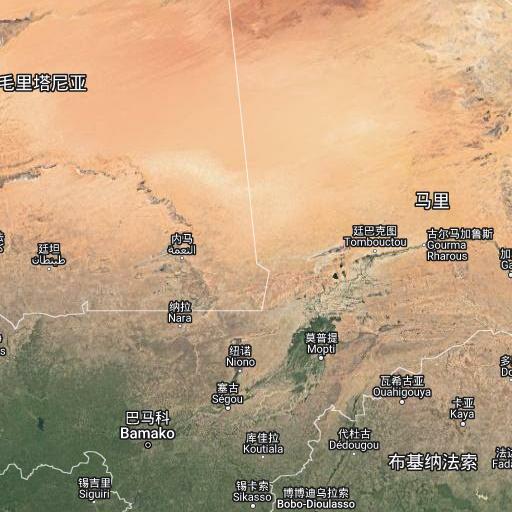 毛里塔尼亚
马里
廷巴克图
Tombouctou
古尔马加鲁斯
Gourma
Rharous
内马
النعمة
廷坦
طينطان
纳拉
Nara
莫普提
Mopti
纽诺
Niono
塞古
Ségou
瓦希古亚
Ouahigouya
卡亚
Kaya
巴马科
Bamako
库佳拉
Koutiala
代杜古
Dédougou
布基纳法索
锡吉里
Siguiri
锡卡索
Sikasso
博博迪乌拉索
Bobo-Dioulasso